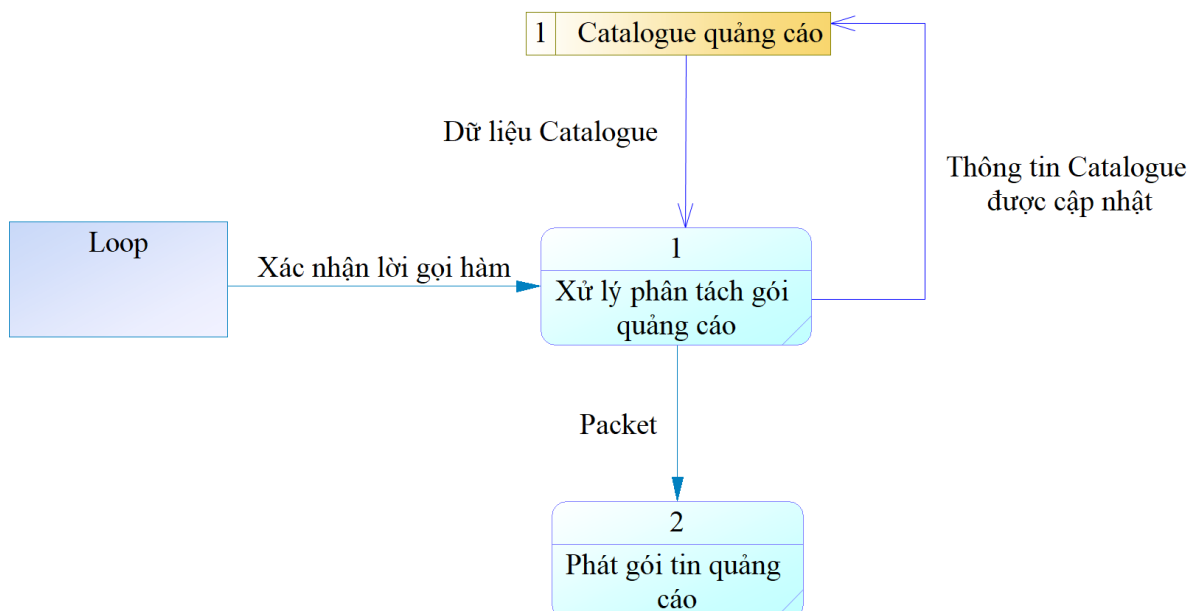 1 Catalogue quảng cáo
Dữ liệu Catalogue
Thông tin Catalogue
được cập nhật
Loop
Xác nhận lời gọi hàm
1
Xử lý phân tách gói
quảng cáo
Packet
2
Phát gói tin quảng
cáo